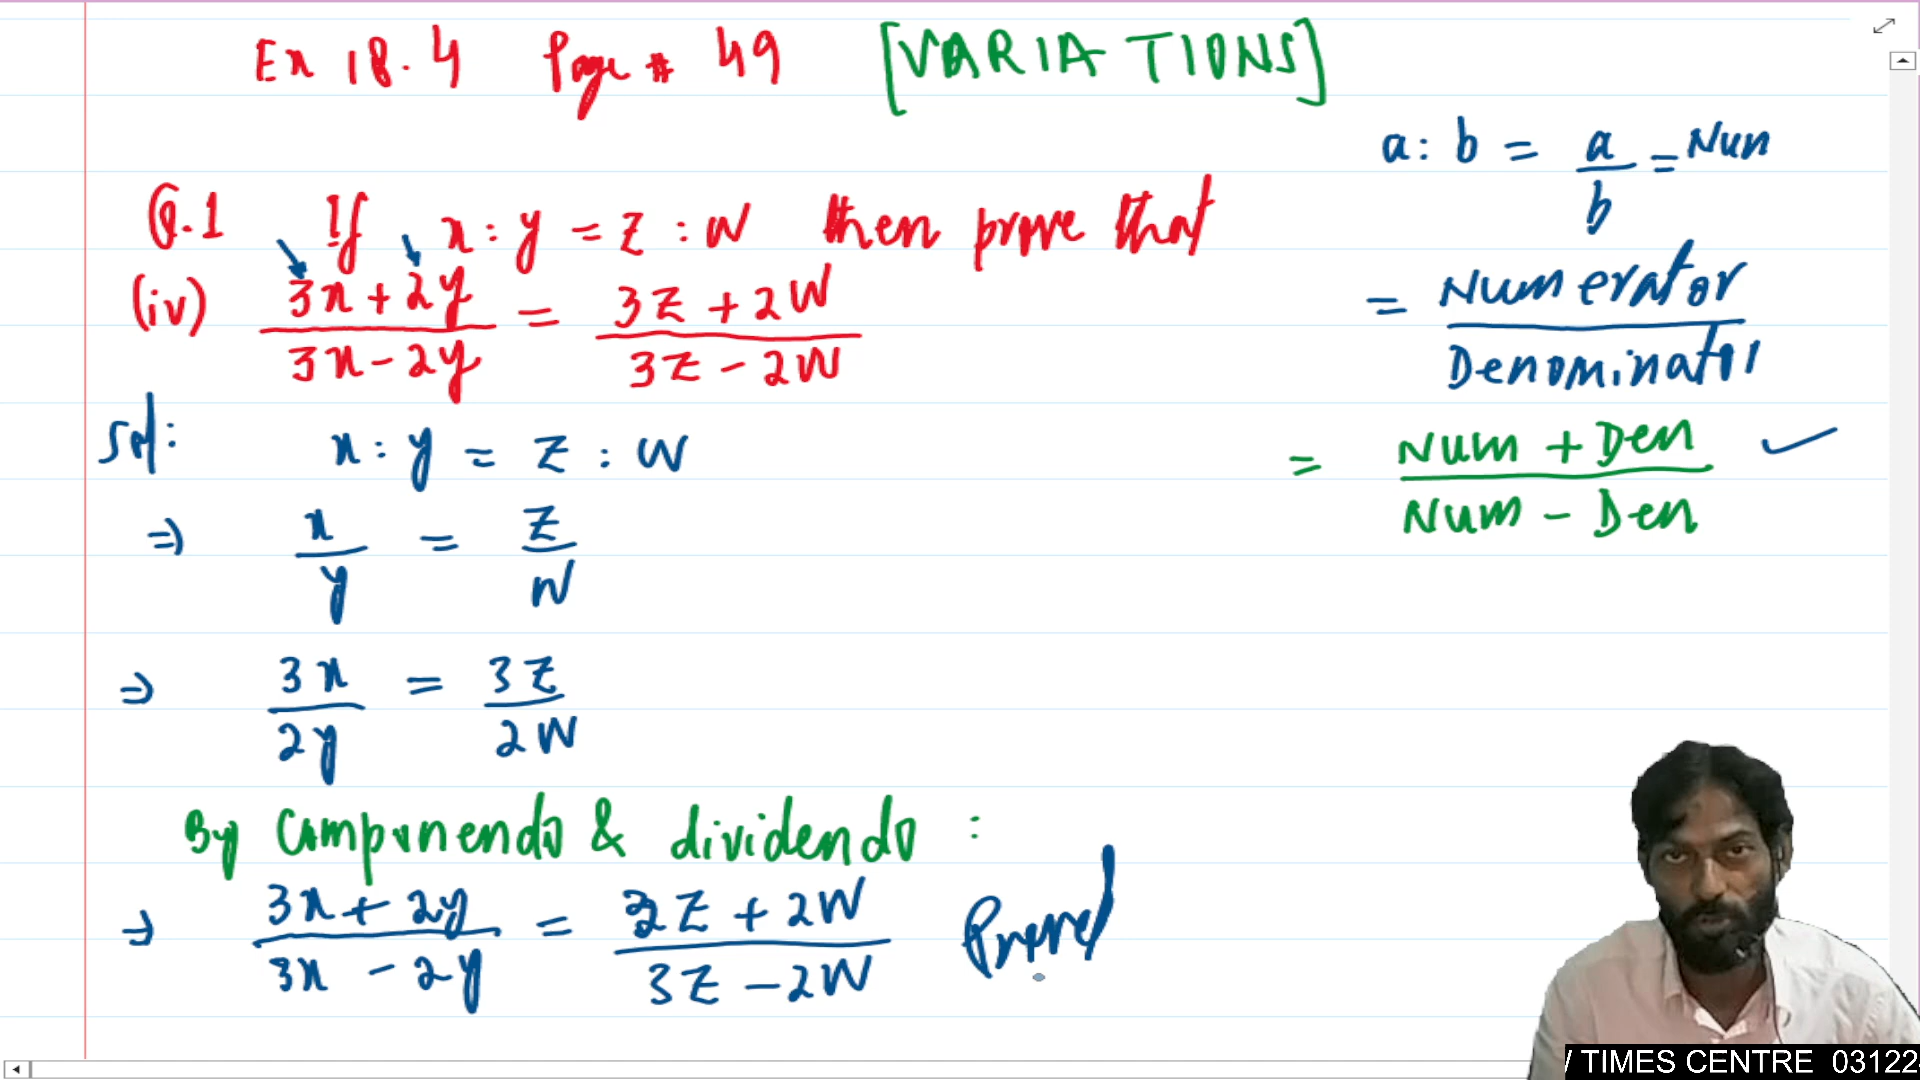 Ex 18.4 Page # 49 [VARIATIONS]
a : b = a/b = Num
= Numerator/Denominator
= Num + Den/Num - Den ✓
Q.1 If x : y = z : w then prove that
(iv) 3x + 2y/3x - 2y = 3z + 2w/3z - 2w
Sol: x : y = z : w
⇒ x/y = z/w
⇒ 3x/2y = 3z/2w
By Componendo & dividendo :
⇒ 3x + 2y/3x - 2y = 3z + 2w/3z - 2w Proved
TIMES CENTRE 03122